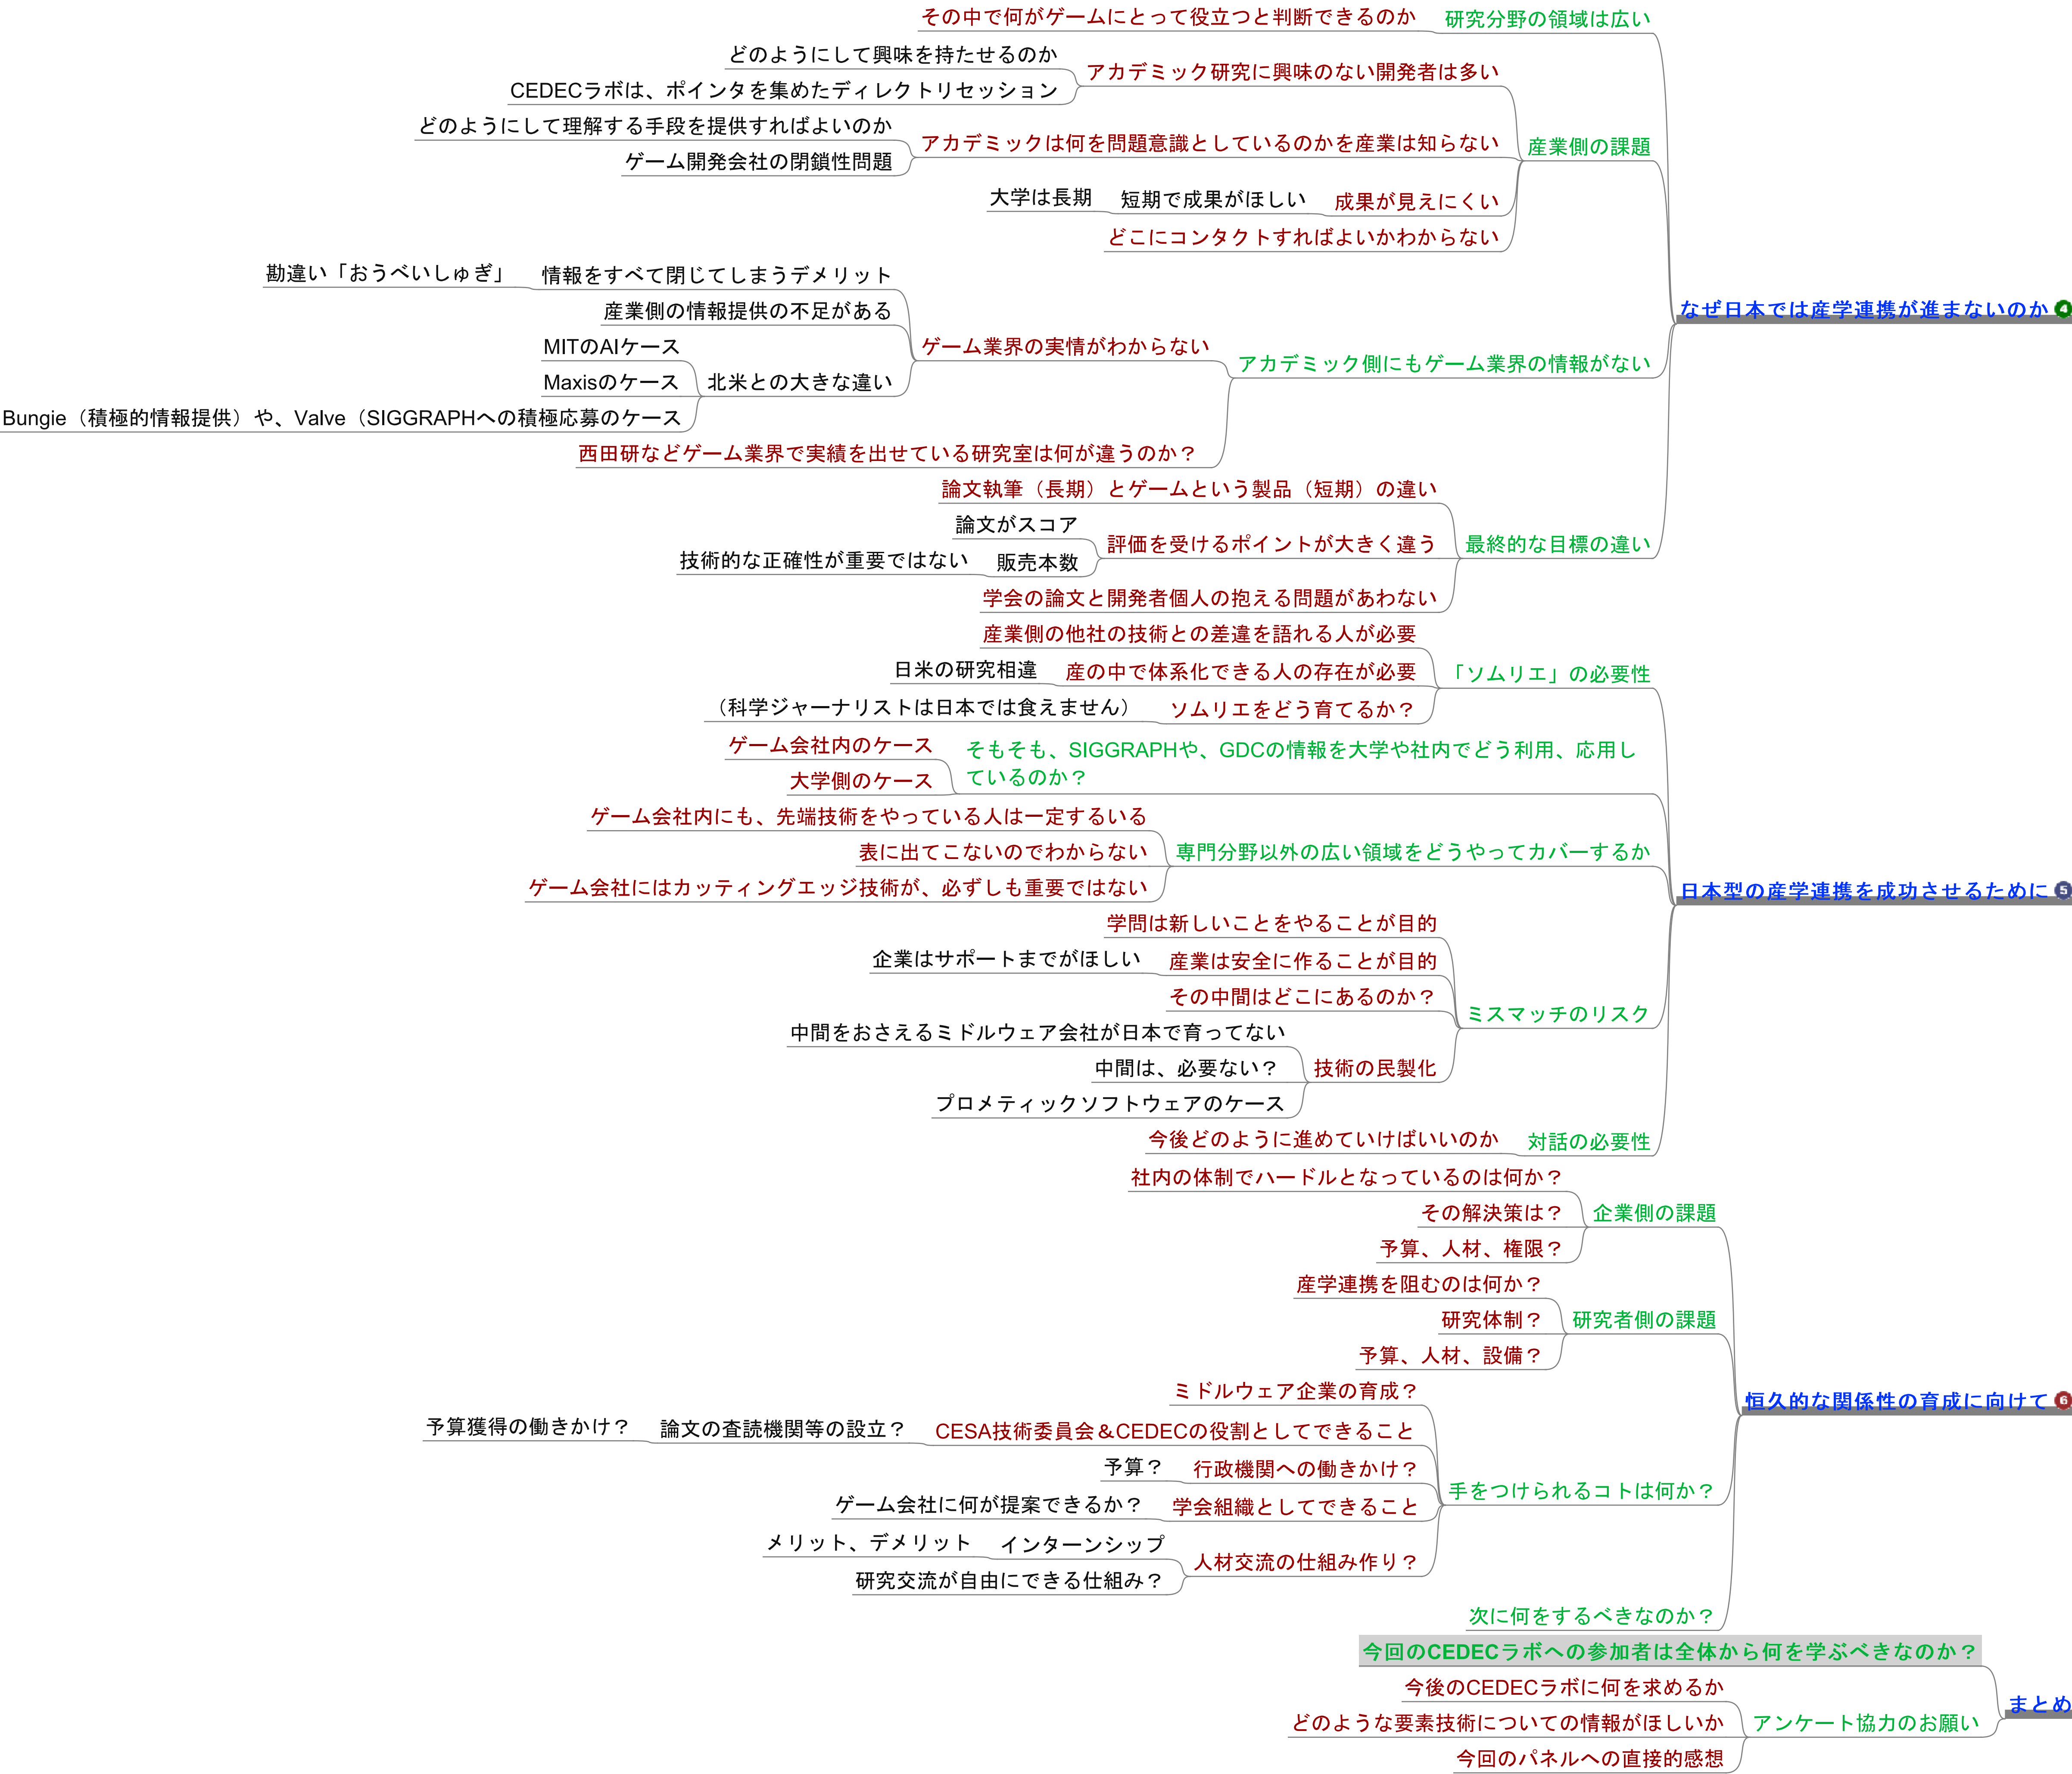 なぜ日本では産学連携が進まないのか 4
研究分野の領域は広い
その中で何がゲームにとって役立つと判断できるのか
産業側の課題
アカデミック研究に興味のない開発者は多い
どのようにして興味を持たせるのか
CEDECラボは、ポインタを集めたディレクトリセッション
アカデミックは何を問題意識としているのかを産業は知らない
どのようにして理解する手段を提供すればよいのか
ゲーム開発会社の閉鎖性問題
成果が見えにくい
短期で成果がほしい
大学は長期
どこにコンタクトすればよいかわからない
アカデミック側にもゲーム業界の情報がない
ゲーム業界の実情がわからない
情報をすべて閉じてしまうデメリット
勘違い「おうべいしゅぎ」
産業側の情報提供の不足がある
北米との大きな違い
MITのAIケース
Maxisのケース
Bungie（積極的情報提供）や、Valve（SIGGRAPHへの積極応募のケース
西田研などゲーム業界で実績を出せている研究室は何が違うのか？
最終的な目標の違い
論文執筆（長期）とゲームという製品（短期）の違い
評価を受けるポイントが大きく違う
論文がスコア
販売本数
技術的な正確性が重要ではない
学会の論文と開発者個人の抱える問題があわない
日本型の産学連携を成功させるために 5
「ソムリエ」の必要性
産業側の他社の技術との差違を語れる人が必要
産の中で体系化できる人の存在が必要
日米の研究相違
ソムリエをどう育てるか？
（科学ジャーナリストは日本では食えません）
そもそも、SIGGRAPHや、GDCの情報を大学や社内でどう利用、応用し
ているのか？
ゲーム会社内のケース
大学側のケース
専門分野以外の広い領域をどうやってカバーするか
ゲーム会社内にも、先端技術をやっている人は一定するいる
表に出てこないのでわからない
ゲーム会社にはカッティングエッジ技術が、必ずしも重要ではない
ミスマッチのリスク
学問は新しいことをやることが目的
産業は安全に作ることが目的
企業はサポートまでがほしい
その中間はどこにあるのか？
技術の民製化
中間をおさえるミドルウェア会社が日本で育ってない
中間は、必要ない？
プロメティックソフトウェアのケース
対話の必要性
今後どのように進めていけばいいのか
恒久的な関係性の育成に向けて 6
企業側の課題
社内の体制でハードルとなっているのは何か？
その解決策は？
予算、人材、権限？
研究者側の課題
産学連携を阻むのは何か？
研究体制？
予算、人材、設備？
手をつけられるコトは何か？
ミドルウェア企業の育成？
CESA技術委員会＆CEDECの役割としてできること
論文の査読機関等の設立？
予算獲得の働きかけ？
行政機関への働きかけ？
予算？
学会組織としてできること
ゲーム会社に何が提案できるか？
人材交流の仕組み作り？
インターンシップ
メリット、デメリット
研究交流が自由にできる仕組み？
次に何をするべきなのか？
まとめ
今回のCEDECラボへの参加者は全体から何を学ぶべきなのか？
アンケート協力のお願い
今後のCEDECラボに何を求めるか
どのような要素技術についての情報がほしいか
今回のパネルへの直接的感想